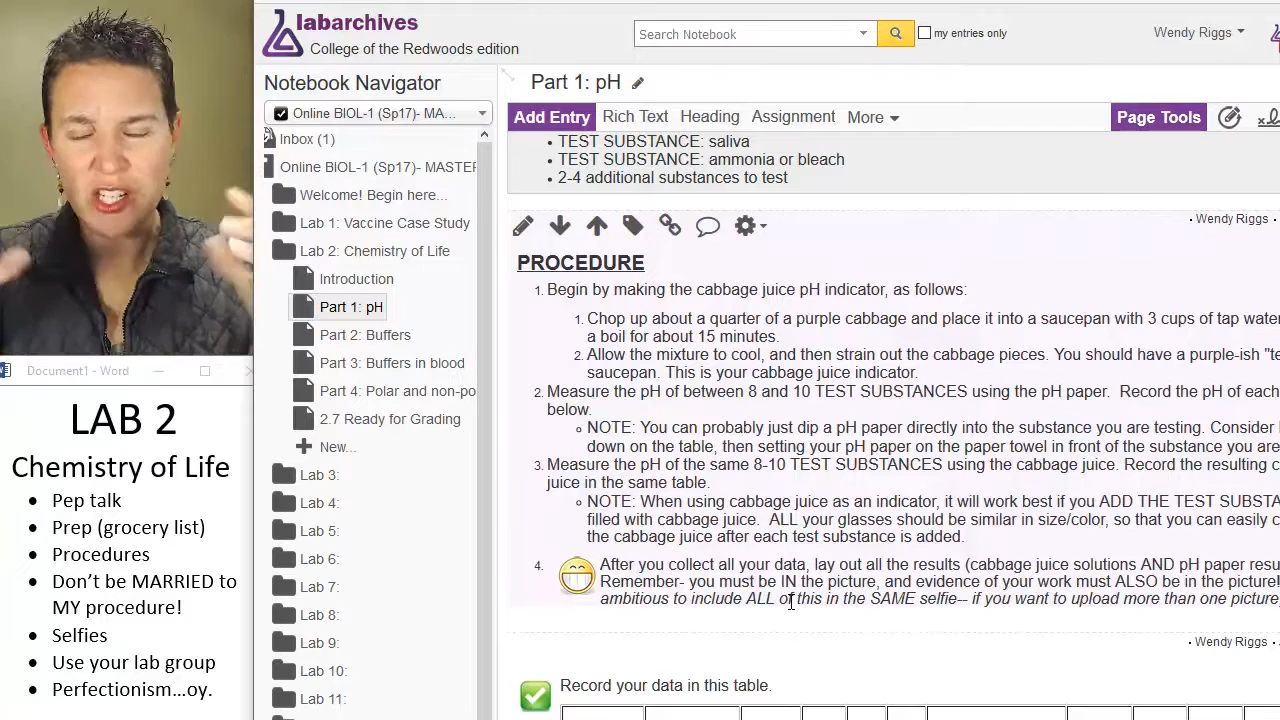 labarchives
College of the Redwoods edition
Search Notebook
my entries only
Wendy Riggs
Notebook Navigator
Online BIOL-1 (Sp17)- MA...
Inbox (1)
Online BIOL-1 (Sp17)- MASTER
Welcome! Begin here...
Lab 1: Vaccine Case Study
Lab 2: Chemistry of Life
Introduction
Part 1: pH
Part 2: Buffers
Part 3: Buffers in blood
Part 4: Polar and non-po
2.7 Ready for Grading
New...
Lab 3:
Lab 4:
Lab 5:
Lab 6:
Lab 7:
Lab 8:
Lab 9:
Lab 10:
Lab 11:
Part 1: pH
Add Entry Rich Text Heading Assignment More Page Tools
• TEST SUBSTANCE: saliva
• TEST SUBSTANCE: ammonia or bleach
• 2-4 additional substances to test
• Wendy Riggs
PROCEDURE
1. Begin by making the cabbage juice pH indicator, as follows:
1. Chop up about a quarter of a purple cabbage and place it into a saucepan with 3 cups of tap water
a boil for about 15 minutes.
2. Allow the mixture to cool, and then strain out the cabbage pieces. You should have a purple-ish "te
saucepan. This is your cabbage juice indicator.
2. Measure the pH of between 8 and 10 TEST SUBSTANCES using the pH paper. Record the pH of each
below.
NOTE: You can probably just dip a pH paper directly into the substance you are testing. Consider
down on the table, then setting your pH paper on the paper towel in front of the substance you are
3. Measure the pH of the same 8-10 TEST SUBSTANCES using the cabbage juice. Record the resulting c
juice in the same table.
NOTE: When using cabbage juice as an indicator, it will work best if you ADD THE TEST SUBSTA
filled with cabbage juice. ALL your glasses should be similar in size/color, so that you can easily c
the cabbage juice after each test substance is added.
4. After you collect all your data, lay out all the results (cabbage juice solutions AND pH paper resu
Remember- you must be IN the picture, and evidence of your work must ALSO be in the picture!
ambitious to include ALL of this in the SAME selfie-- if you want to upload more than one picture,
• Wendy Riggs
Record your data in this table.
Document1 - Word
LAB 2
Chemistry of Life
• Pep talk
• Prep (grocery list)
• Procedures
• Don't be MARRIED to
MY procedure!
• Selfies
• Use your lab group
• Perfectionism...oy.